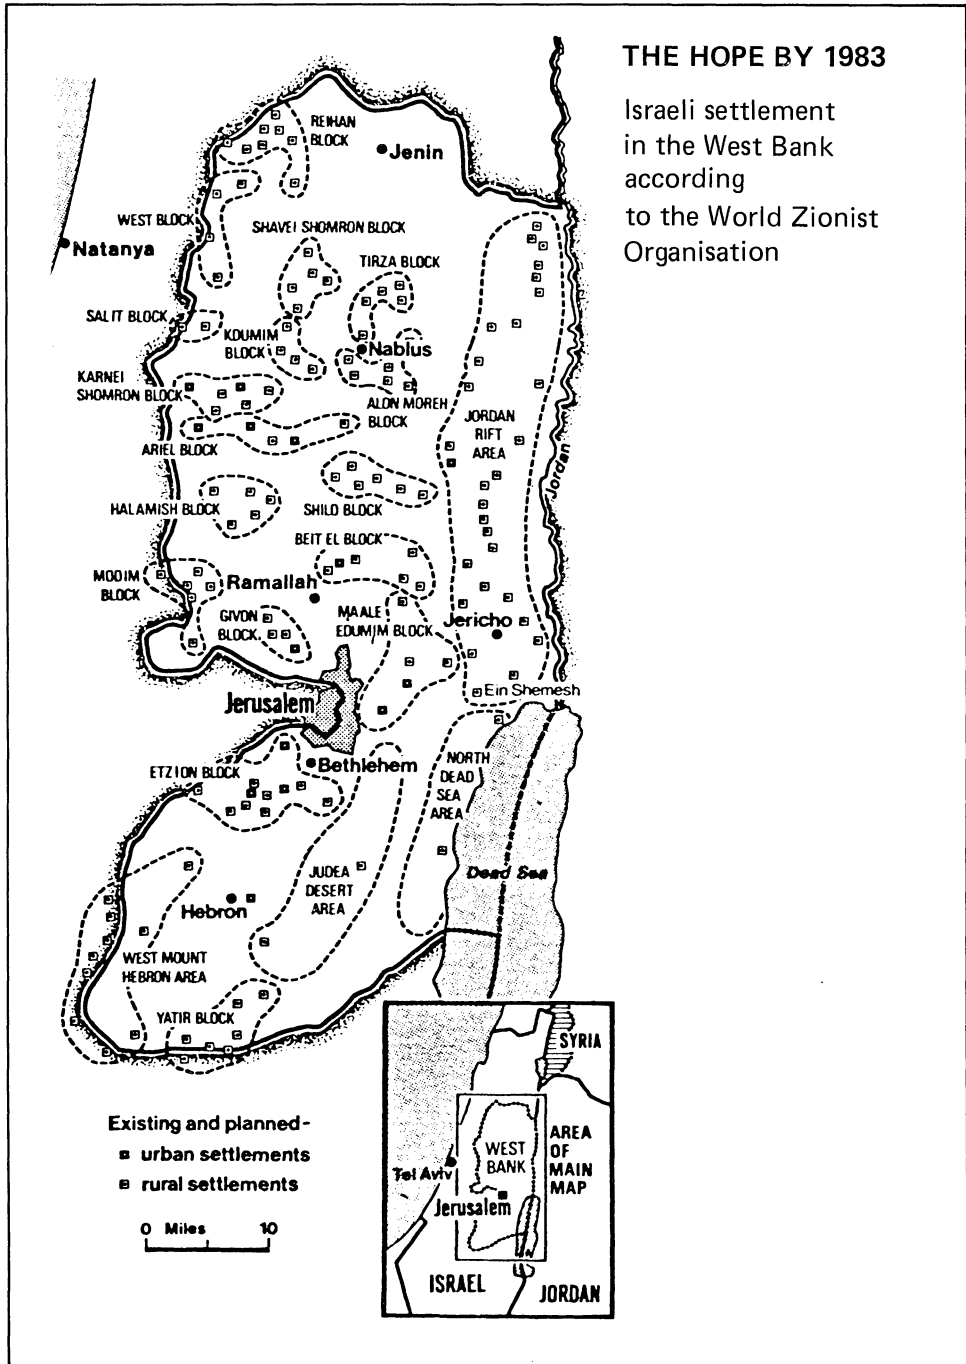 THE HOPE BY 1983
Israeli settlement
in the West Bank
according
to the World Zionist
Organisation
REIHAN
BLOCK
Jenin
WEST BLOCK
Natanya
SHAVEI SHOMRON BLOCK
TIRZA BLOCK
SALIT BLOCK
KDUMIM
BLOCK
Nablus
KARNEI
SHOMRON BLOCK
ALON MOREH
BLOCK
JORDAN
RIFT
AREA
ARIEL BLOCK
Jordan
HALAMISH BLOCK
SHILO BLOCK
BEIT EL BLOCK
MODIM
BLOCK
Ramallah
GIVON
BLOCK
MAALE
EDUMIM BLOCK
Jericho
Ein Shemesh
Jerusalem
Bethlehem
ETZION BLOCK
NORTH
DEAD
SEA
AREA
JUDEA
DESERT
AREA
Dead Sea
Hebron
WEST MOUNT
HEBRON AREA
YATIR BLOCK
Existing and planned-
urban settlements
rural settlements
0 Miles 10
SYRIA
WEST
BANK
AREA
OF
MAIN
MAP
Tel Aviv
Jerusalem
ISRAEL
JORDAN